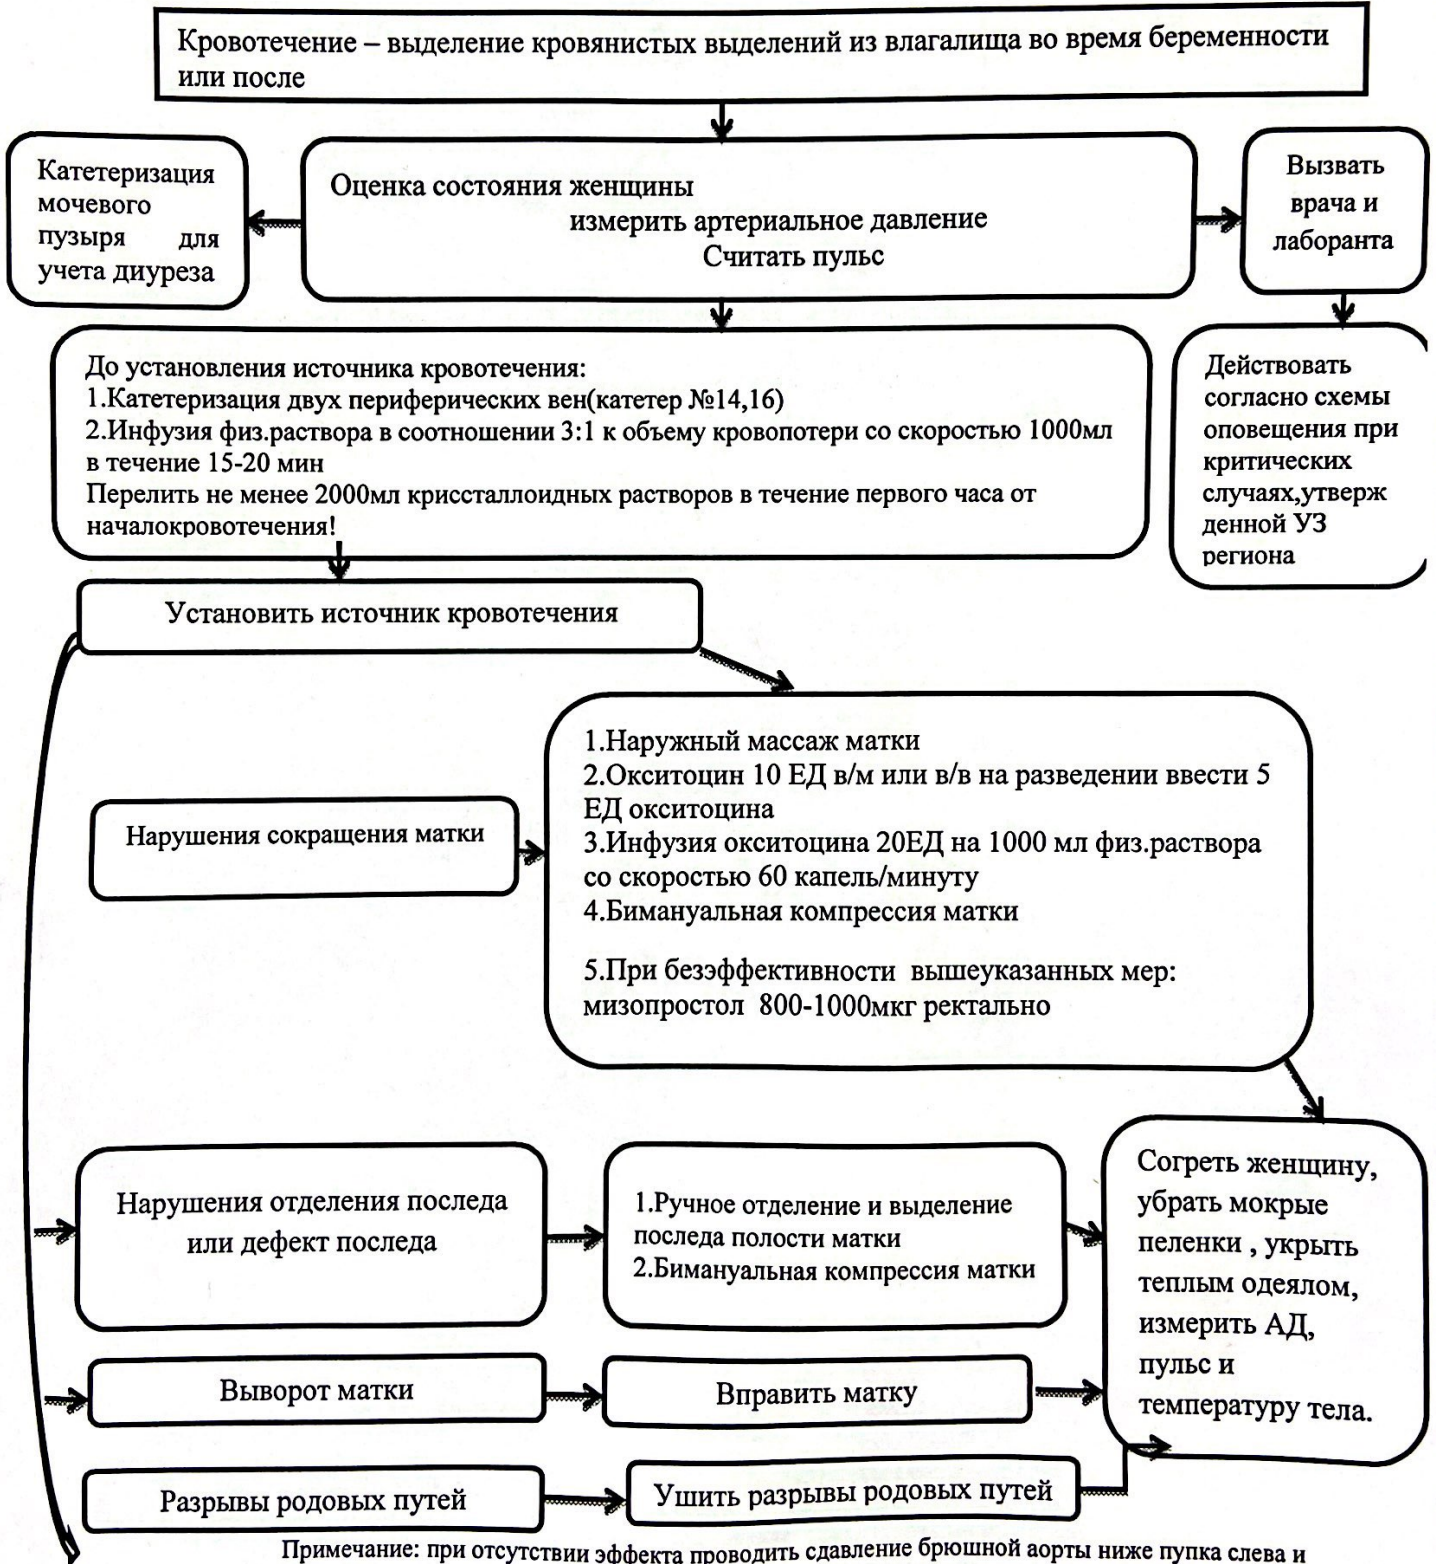 Кровотечение – выделение кровянистых выделений из влагалища во время беременности
или после
Катетеризация
мочевого
пузыря для
учета диуреза
Оценка состояния женщины
измерить артериальное давление
Считать пульс
Вызвать
врача и
лаборанта
До установления источника кровотечения:
1.Катетеризация двух периферических вен(катетер №14,16)
2.Инфузия физ.раствора в соотношении 3:1 к объему кровопотери со скоростью 1000мл
в течение 15-20 мин
Перелить не менее 2000мл криссталлоидных растворов в течение первого часа от
началокровотечения!
Действовать
согласно схемы
оповещения при
критических
случаях,утверж
денной УЗ
региона
Установить источник кровотечения
Нарушения сокращения матки
1.Наружный массаж матки
2.Окситоцин 10 ЕД в/м или в/в на разведении ввести 5
ЕД окситоцина
3.Инфузия окситоцина 20ЕД на 1000 мл физ.раствора
со скоростью 60 капель/минуту
4.Бимануальная компрессия матки
5.При безэффективности вышеуказанных мер:
мизопростол 800-1000мкг ректально
Нарушения отделения последа
или дефект последа
1.Ручное отделение и выделение
последа полости матки
2.Бимануальная компрессия матки
Согреть женщину,
убрать мокрые
пеленки , укрыть
теплым одеялом,
измерить АД,
пульс и
температуру тела.
Выворот матки
Вправить матку
Разрывы родовых путей
Ушить разрывы родовых путей
Примечание: при отсутствии эффекта проводить сдавление брюшной аорты ниже пупка слева и